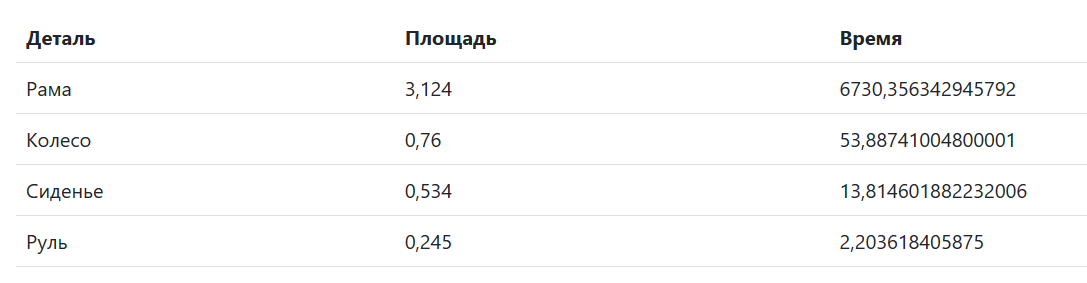 Деталь Площадь Время
Рама 3,124 6730,356342945792
Колесо 0,76 53,88741004800001
Сиденье 0,534 13,814601882232006
Руль 0,245 2,203618405875